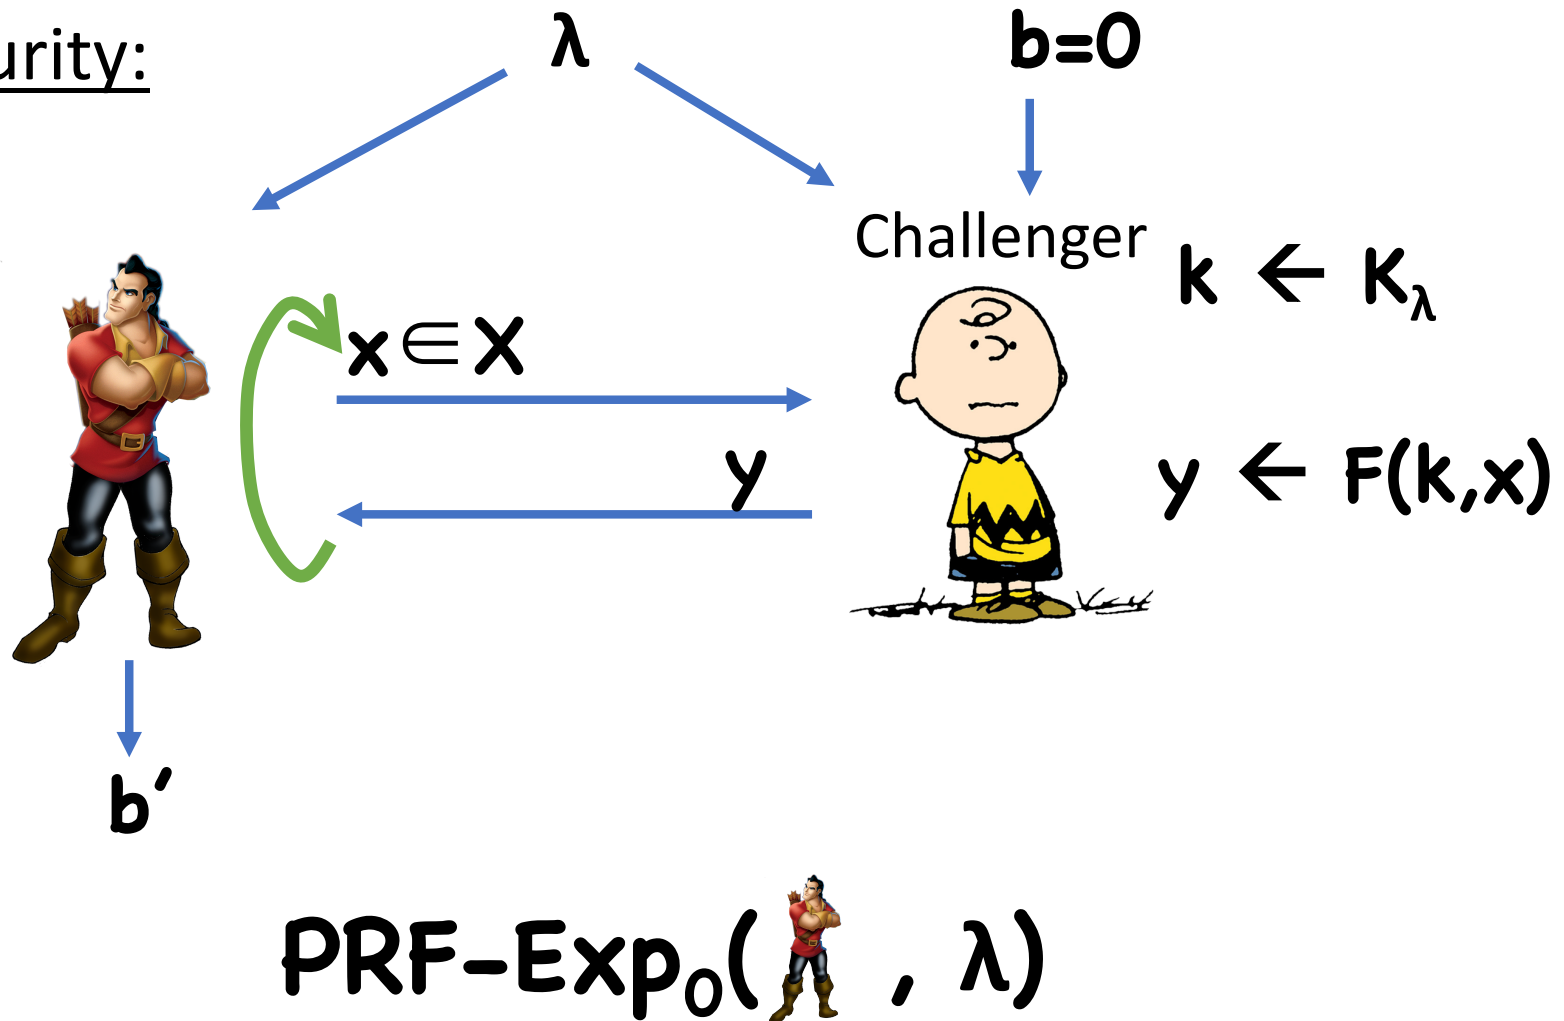 urity:
λ
b=0
Challenger
k ← Kλ
x ∈ X
y
y ← F(k,x)
b′
PRF-Exp₀( , λ)